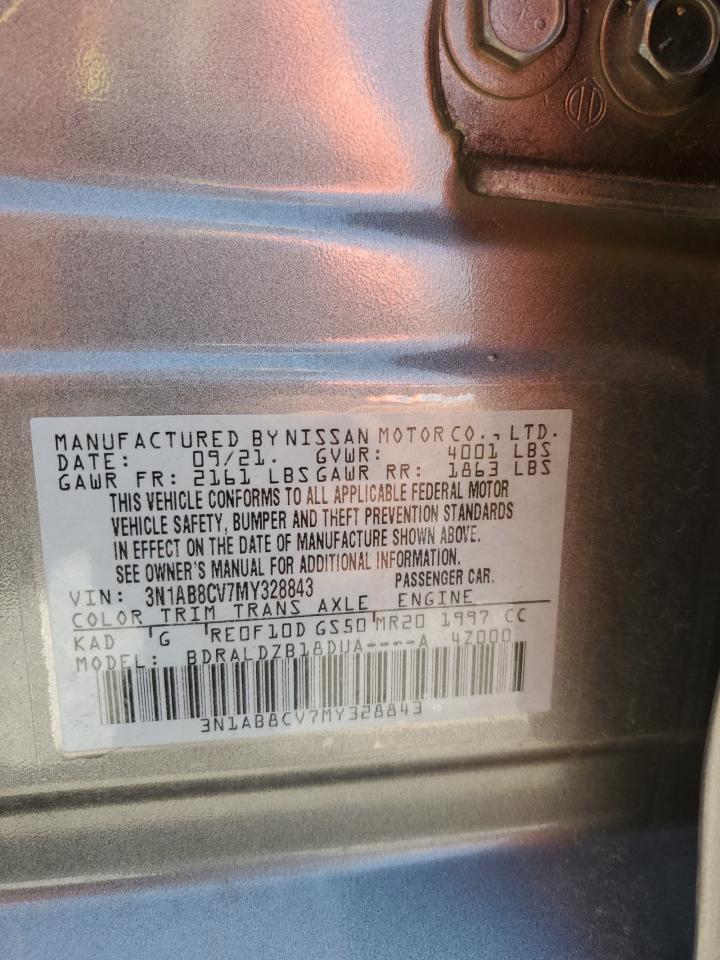 MANUFACTURED BY NISSAN MOTOR CO., LTD.
DATE: 09/21. GVWR: 4001 LBS
GAWR FR: 2161 LBS GAWR RR: 1863 LBS
THIS VEHICLE CONFORMS TO ALL APPLICABLE FEDERAL MOTOR
VEHICLE SAFETY, BUMPER AND THEFT PREVENTION STANDARDS
IN EFFECT ON THE DATE OF MANUFACTURE SHOWN ABOVE.
SEE OWNER'S MANUAL FOR ADDITIONAL INFORMATION.
VIN: 3N1AB8CV7MY328843 PASSENGER CAR.
COLOR TRIM TRANS AXLE ENGINE
KAD G RE0F10D GS50 MR20 1997 CC
MODEL: BDRALDZB18DUA----A 4Z000
3N1AB8CV7MY328843